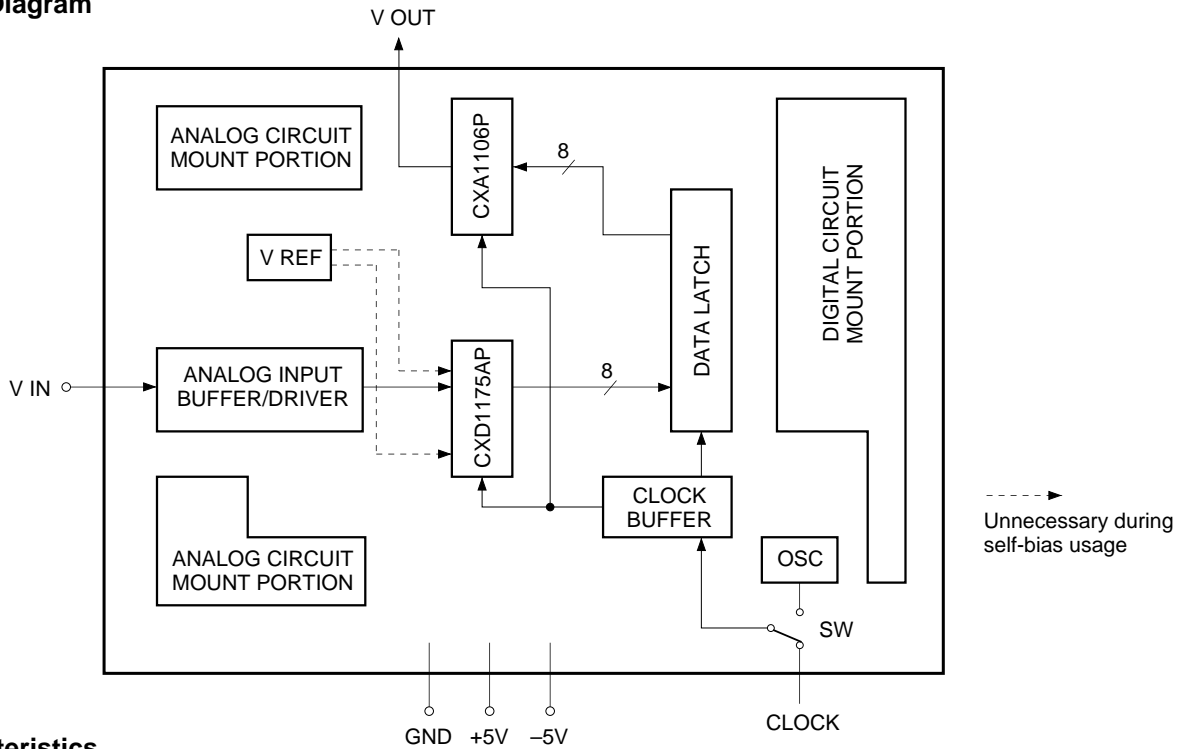 Diagram
V OUT
ANALOG CIRCUIT
MOUNT PORTION
CXA1106P
8
DIGITAL CIRCUIT
MOUNT PORTION
V REF
DATA LATCH
V IN
ANALOG INPUT
BUFFER/DRIVER
CXD1175AP
8
CLOCK
BUFFER
ANALOG CIRCUIT
MOUNT PORTION
OSC
SW
Unnecessary during
self-bias usage
GND +5V –5V
CLOCK